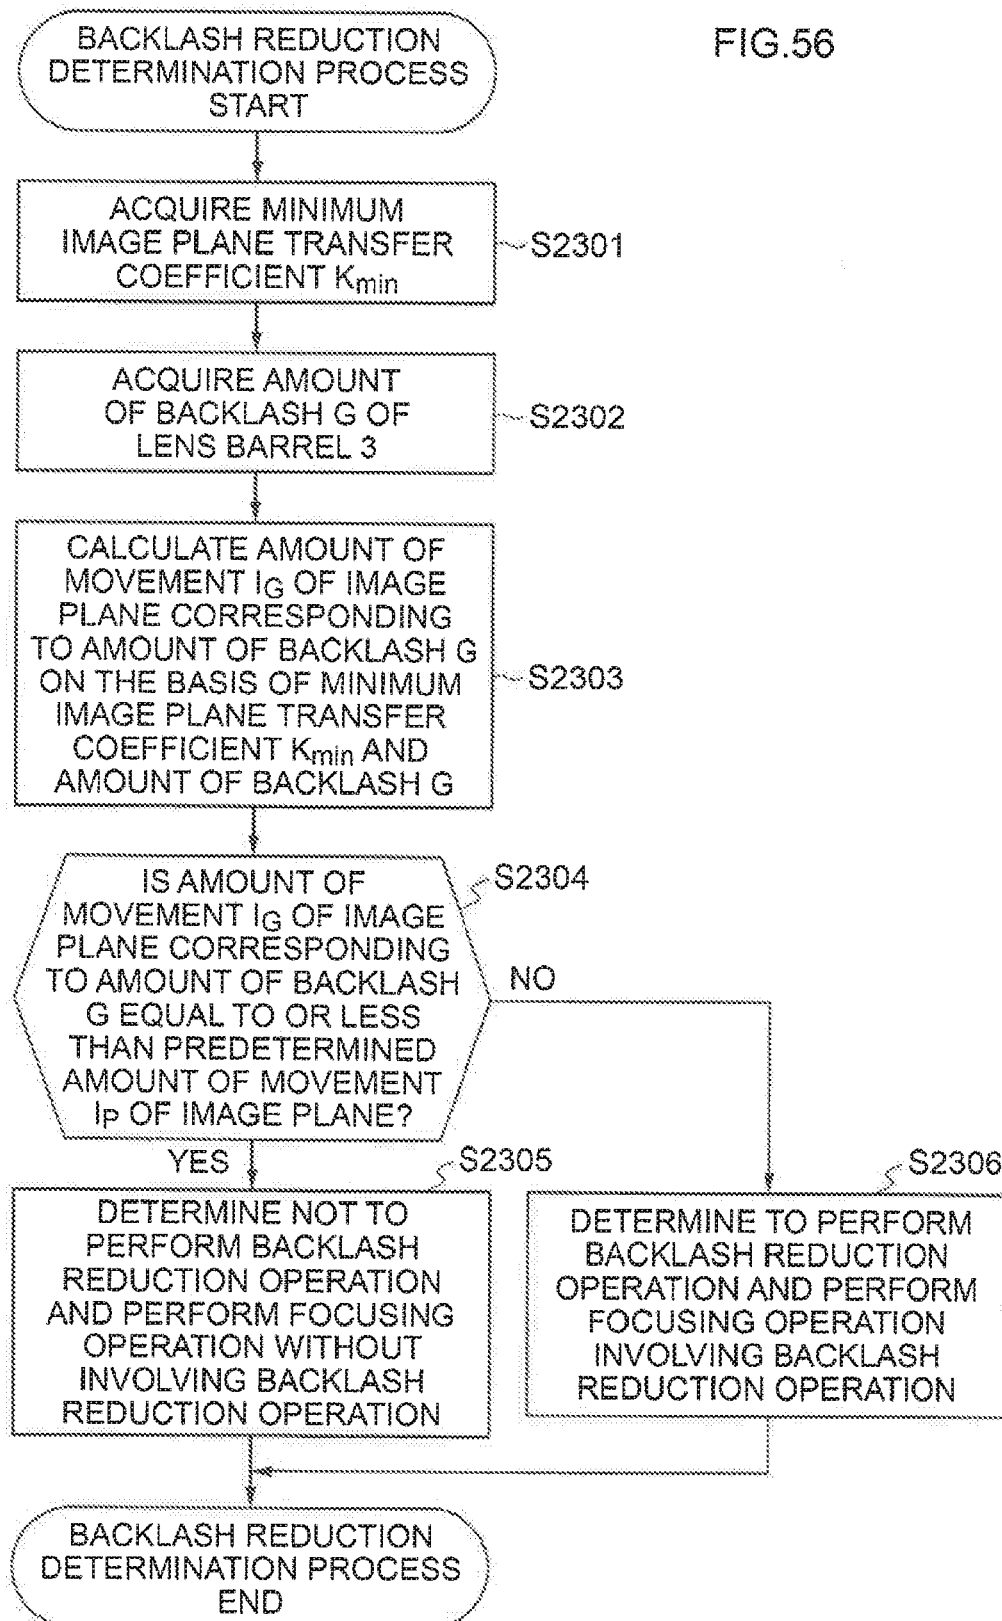 BACKLASH REDUCTION
DETERMINATION PROCESS
START
FIG.56
ACQUIRE MINIMUM
IMAGE PLANE TRANSFER
COEFFICIENT Kmin
S2301
ACQUIRE AMOUNT
OF BACKLASH G OF
LENS BARREL 3
S2302
CALCULATE AMOUNT OF
MOVEMENT IG OF IMAGE
PLANE CORRESPONDING
TO AMOUNT OF BACKLASH G
ON THE BASIS OF MINIMUM
IMAGE PLANE TRANSFER
COEFFICIENT Kmin AND
AMOUNT OF BACKLASH G
S2303
IS AMOUNT OF
MOVEMENT IG OF IMAGE
PLANE CORRESPONDING
TO AMOUNT OF BACKLASH
G EQUAL TO OR LESS
THAN PREDETERMINED
AMOUNT OF MOVEMENT
IP OF IMAGE PLANE?
S2304
NO
YES
S2305
DETERMINE NOT TO
PERFORM BACKLASH
REDUCTION OPERATION
AND PERFORM FOCUSING
OPERATION WITHOUT
INVOLVING BACKLASH
REDUCTION OPERATION
S2306
DETERMINE TO PERFORM
BACKLASH REDUCTION
OPERATION AND PERFORM
FOCUSING OPERATION
INVOLVING BACKLASH
REDUCTION OPERATION
BACKLASH REDUCTION
DETERMINATION PROCESS
END